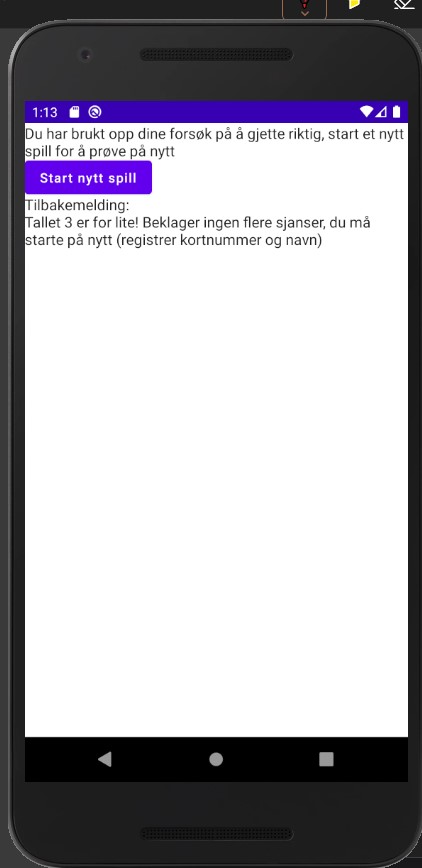 1:13
Du har brukt opp dine forsøk på å gjette riktig, start et nytt
spill for å prøve på nytt
Start nytt spill
Tilbakemelding:
Tallet 3 er for lite! Beklager ingen flere sjanser, du må
starte på nytt (registrer kortnummer og navn)